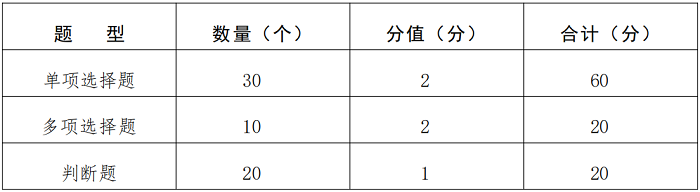 题 型 数量（个） 分值（分） 合计（分）
单项选择题 30 2 60
多项选择题 10 2 20
判断题 20 1 20